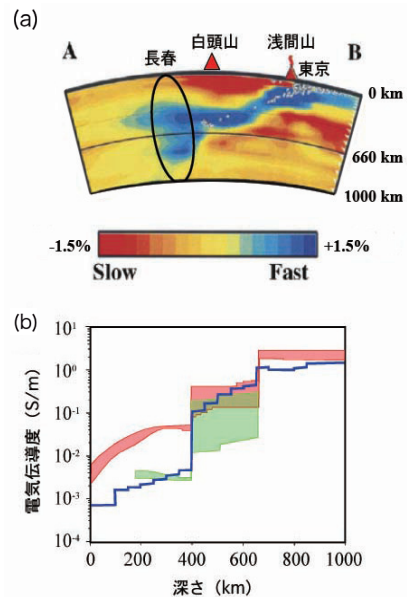 (a)
A 長春 白頭山 浅間山 B
東京
0 km
660 km
1000 km
-1.5% +1.5%
Slow Fast
(b)
電気伝導度（S/m）
10¹
10⁰
10⁻¹
10⁻²
10⁻³
10⁻⁴
0 200 400 600 800 1000
深さ（km）